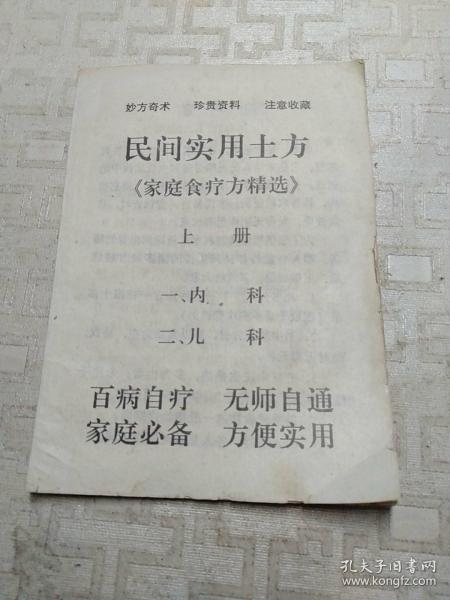 妙方奇术 珍贵资料 注意收藏
民间实用土方
《家庭食疗方精选》
上 册
一、内 科
二、儿 科
百病自疗 无师自通
家庭必备 方便实用
孔夫子旧书网
www.kongfz.com